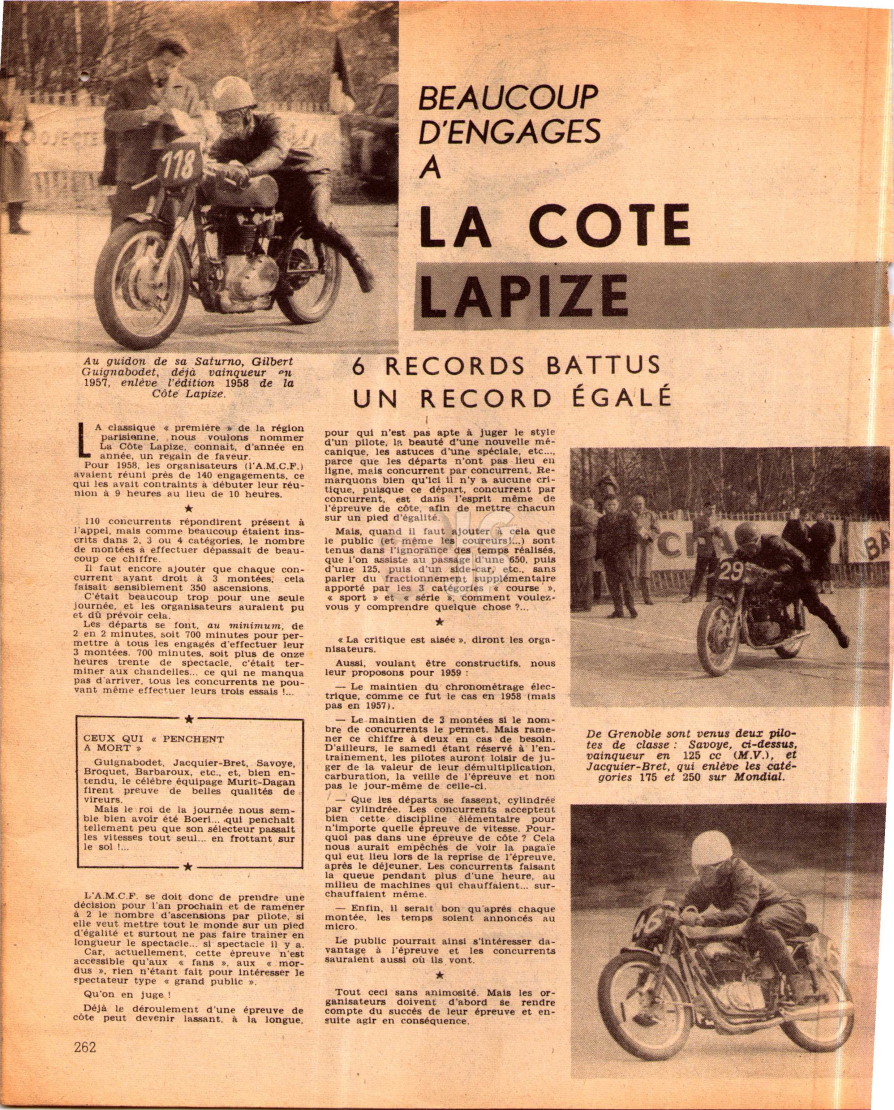 118
BEAUCOUP
D'ENGAGES
A
LA COTE
LAPIZE
6 RECORDS BATTUS
UN RECORD ÉGALÉ
Au guidon de sa Saturno, Gilbert
Guignabodet, déjà vainqueur en
1957, enlève l'édition 1958 de la
Côte Lapize.
LA classique « première » de la région
parisienne, nous voulons nommer
La Côte Lapize, connait, d'année en
année, un regain de faveur.
Pour 1958, les organisateurs (l'A.M.C.F.)
avaient réuni près de 140 engagements, ce
qui les avait contraints à débuter leur réu-
nion à 9 heures au lieu de 10 heures.
★
110 concurrents répondirent présent à
l'appel, mais comme beaucoup étaient ins-
crits dans 2, 3 ou 4 catégories, le nombre
de montées à effectuer dépassait de beau-
coup ce chiffre.
Il faut encore ajouter que chaque con-
current ayant droit à 3 montées, cela
faisait sensiblement 350 ascensions.
C'était beaucoup trop pour une seule
journée, et les organisateurs auraient pu
et dû prévoir cela.
Les départs se font, au minimum, de
2 en 2 minutes, soit 700 minutes pour per-
mettre à tous les engagés d'effectuer leur
3 montées. 700 minutes, soit plus de onze
heures trente de spectacle, c'était ter-
miner aux chandelles... ce qui ne manqua
pas d'arriver, tous les concurrents ne pou-
vant même effectuer leurs trois essais !...
★
CEUX QUI « PENCHENT
A MORT »
Guignabodet, Jacquier-Bret, Savoye,
Broquet, Barbaroux, etc., et, bien en-
tendu, le célèbre équipage Murit-Dagan
firent preuve de belles qualités de
vireurs.
Mais le roi de la journée nous sem-
ble bien avoir été Boeri... qui penchait
tellement peu que son sélecteur passait
les vitesses tout seul... en frottant sur
le sol !...
★
L'A.M.C.F. se doit donc de prendre une
décision pour l'an prochain et de ramener
à 2 le nombre d'ascensions par pilote, si
elle veut mettre tout le monde sur un pied
d'égalité et surtout ne pas faire trainer en
longueur le spectacle... si spectacle il y a.
Car, actuellement, cette épreuve n'est
accessible qu'aux « fans », aux « mor-
dus », rien n'étant fait pour intéresser le
spectateur type « grand public ».
Qu'on en juge !
Déjà le déroulement d'une épreuve de
côte peut devenir lassant, à la longue,
262
pour qui n'est pas apte à juger le style
d'un pilote, la beauté d'une nouvelle mé-
canique, les astuces d'une spéciale, etc...,
parce que les départs n'ont pas lieu en
ligne, mais concurrent par concurrent. Re-
marquons bien qu'ici il n'y a aucune cri-
tique, puisque ce départ, concurrent par
concurrent, est dans l'esprit même de
l'épreuve de côte, afin de mettre chacun
sur un pied d'égalité.
Mais, quand il faut ajouter à cela que
le public (et même les coureurs)... sont
tenus dans l'ignorance des temps réalisés,
que l'on assiste au passage d'une 650, puis
d'une 125, puis d'un side-car, etc., sans
parler du fractionnement supplémentaire
apporté par les 3 catégories « course »,
« sport » et « série », comment voulez-
vous y comprendre quelque chose ?...
★
« La critique est aisée », diront les orga-
nisateurs.
Aussi, voulant être constructifs, nous
leur proposons pour 1959 :
— Le maintien du chronométrage élec-
trique, comme ce fut le cas en 1958 (mais
pas en 1957).
— Le maintien de 3 montées si le nom-
bre de concurrents le permet. Mais rame-
ner ce chiffre à deux en cas de besoin.
D'ailleurs, le samedi étant réservé à l'en-
trainement, les pilotes auront loisir de ju-
ger de la valeur de leur démultiplication,
carburation, la veille de l'épreuve et non
pas le jour-même de celle-ci.
— Que les départs se fassent, cylindrée
par cylindrée. Les concurrents acceptent
bien cette discipline élémentaire pour
n'importe quelle épreuve de vitesse. Pour-
quoi pas dans une épreuve de côte ? Cela
nous aurait empêchés de voir la pagaïe
qui eut lieu lors de la reprise de l'épreuve,
après le déjeuner. Les concurrents faisant
la queue pendant plus d'une heure, au
milieu de machines qui chauffaient... sur-
chauffaient même.
— Enfin, il serait bon qu'après chaque
montée, les temps soient annoncés au
micro.
Le public pourrait ainsi s'intéresser da-
vantage à l'épreuve et les concurrents
sauraient aussi où ils vont.
★
Tout ceci sans animosité. Mais les or-
ganisateurs doivent d'abord se rendre
compte du succès de leur épreuve et en-
suite agir en conséquence.
29
De Grenoble sont venus deux pilo-
tes de classe : Savoye, ci-dessus,
vainqueur en 125 cc (M.V.), et
Jacquier-Bret, qui enlève les caté-
gories 175 et 250 sur Mondial.